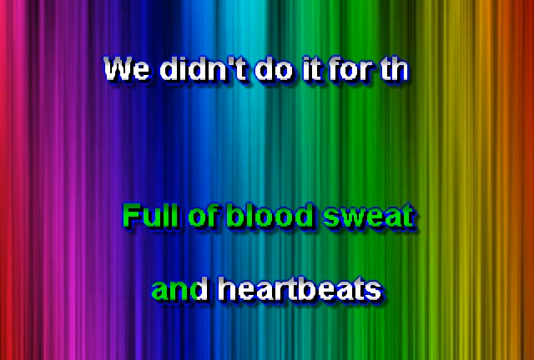 We didn't do it for th
Full of blood sweat
and heartbeats